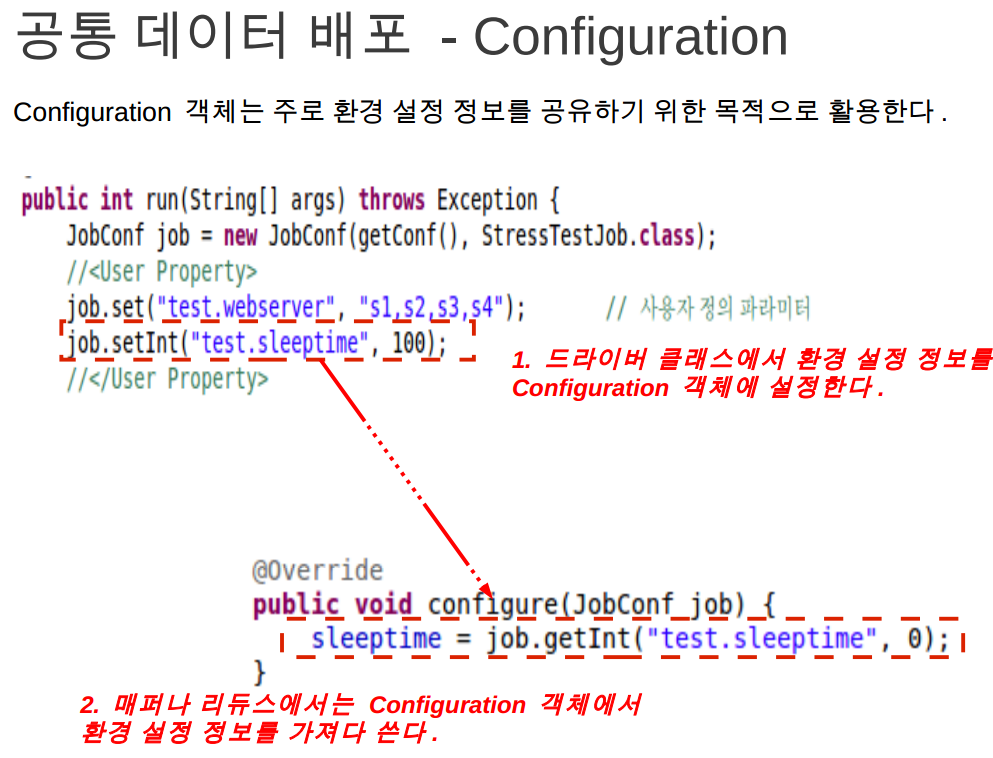 공통 데이터 배포 - Configuration
Configuration 객체는 주로 환경 설정 정보를 공유하기 위한 목적으로 활용한다 .
public int run(String[] args) throws Exception {
JobConf job = new JobConf(getConf(), StressTestJob.class);
//<User Property>
job.set("test.webserver", "s1,s2,s3,s4"); // 사용자 정의 파라미터
job.setInt("test.sleeptime", 100);
//</User Property>
1. 드라이버 클래스에서 환경 설정 정보를
Configuration 객체에 설정한다 .
@Override
public void configure(JobConf job) {
sleeptime = job.getInt("test.sleeptime", 0);
}
2. 매퍼나 리듀스에서는 Configuration 객체에서
환경 설정 정보를 가져다 쓴다 .